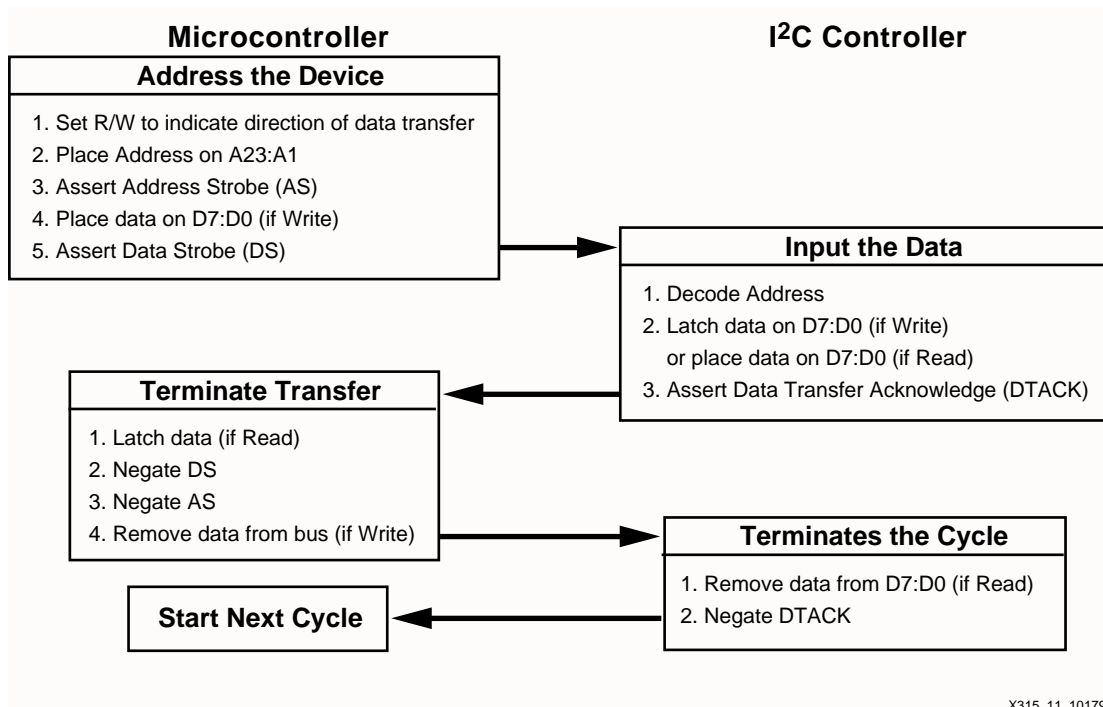 Microcontroller
I2C Controller
Address the Device
1. Set R/W to indicate direction of data transfer
2. Place Address on A23:A1
3. Assert Address Strobe (AS)
4. Place data on D7:D0 (if Write)
5. Assert Data Strobe (DS)
Input the Data
1. Decode Address
2. Latch data on D7:D0 (if Write)
or place data on D7:D0 (if Read)
3. Assert Data Transfer Acknowledge (DTACK)
Terminate Transfer
1. Latch data (if Read)
2. Negate DS
3. Negate AS
4. Remove data from bus (if Write)
Terminates the Cycle
1. Remove data from D7:D0 (if Read)
2. Negate DTACK
Start Next Cycle
X315_11_10179